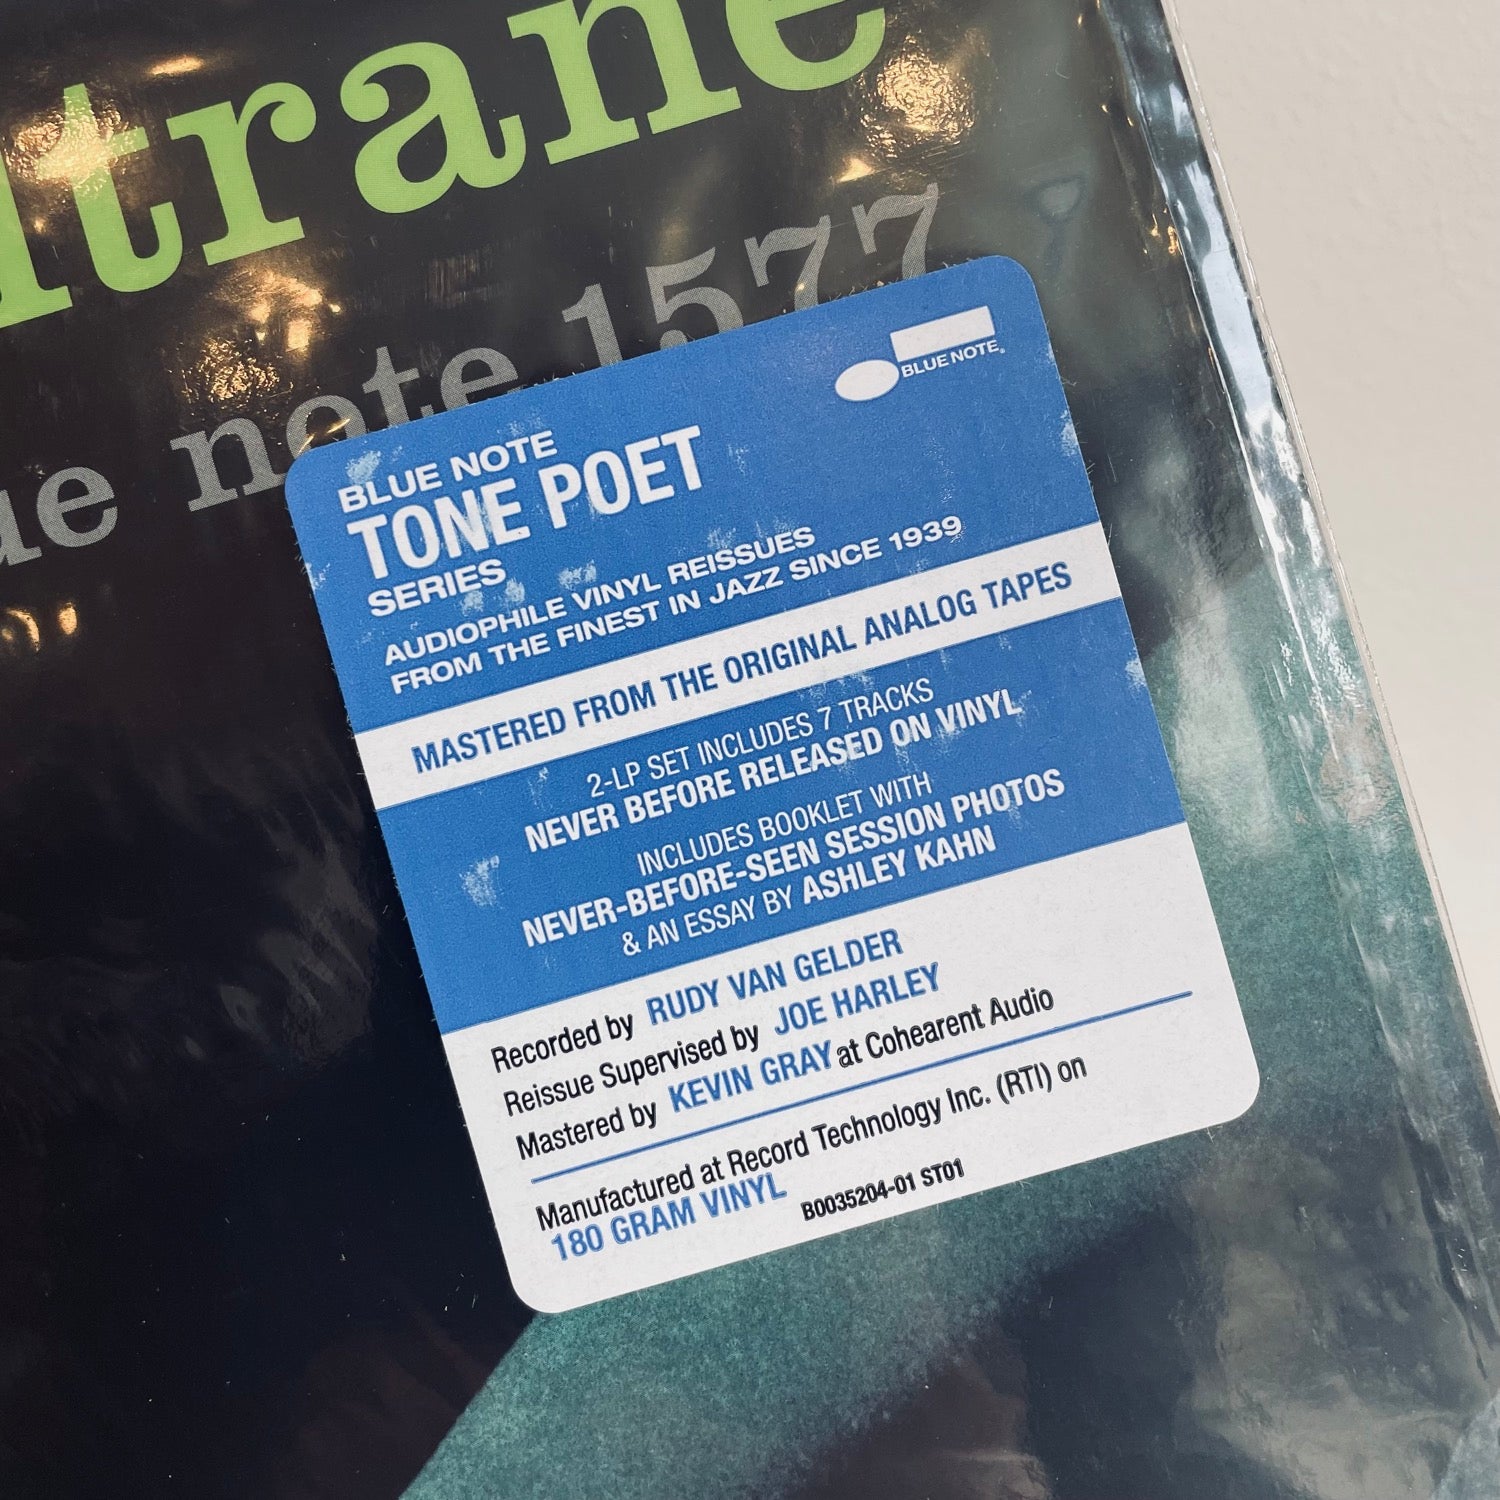 ltrane
ue note 1577
BLUE NOTE®
BLUE NOTE
TONE POET
SERIES
AUDIOPHILE VINYL REISSUES
FROM THE FINEST IN JAZZ SINCE 1939
MASTERED FROM THE ORIGINAL ANALOG TAPES
2-LP SET INCLUDES 7 TRACKS
NEVER BEFORE RELEASED ON VINYL
INCLUDES BOOKLET WITH
NEVER-BEFORE-SEEN SESSION PHOTOS
& AN ESSAY BY ASHLEY KAHN
Recorded by RUDY VAN GELDER
Reissue Supervised by JOE HARLEY
Mastered by KEVIN GRAY at Cohearent Audio
Manufactured at Record Technology Inc. (RTI) on
180 GRAM VINYL
B0035204-01 ST01